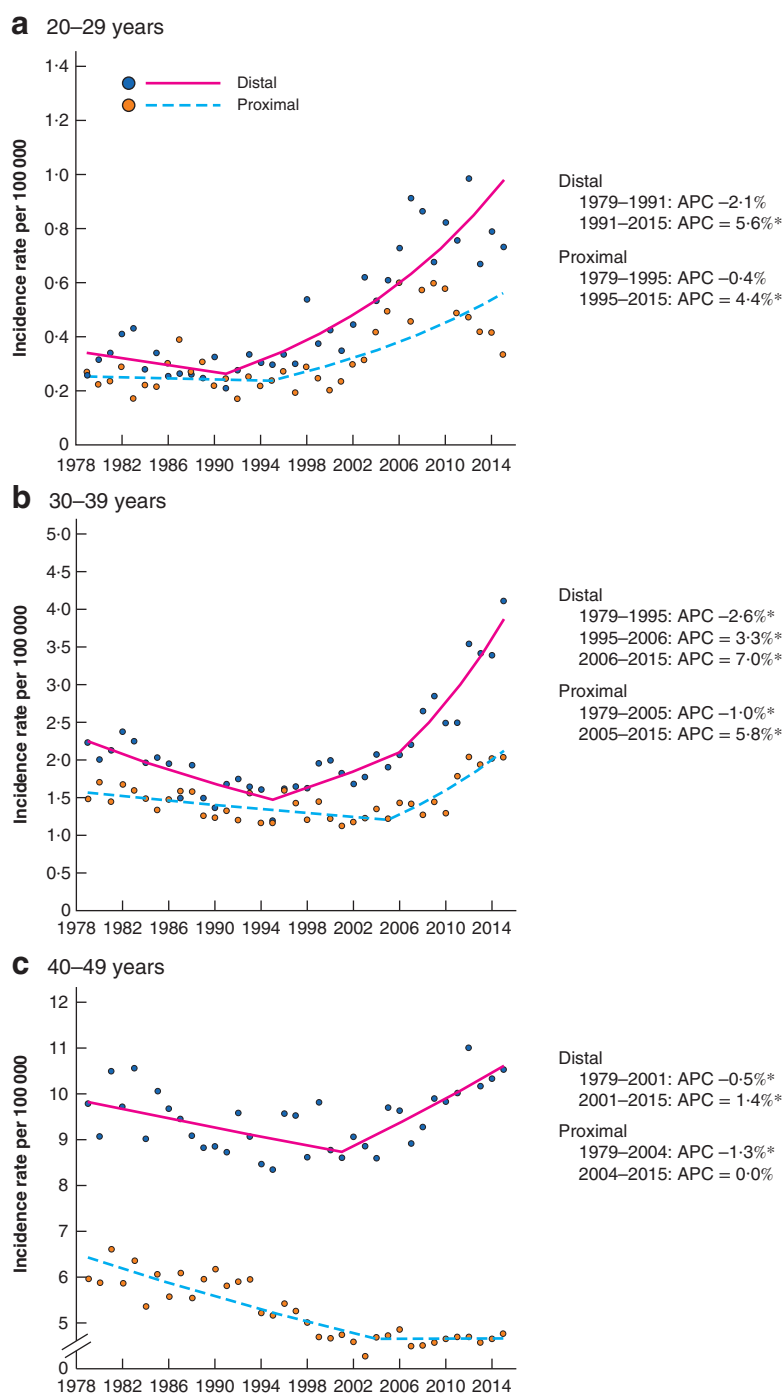 a 20–29 years
1·4
1·2
1·0
0·8
0·6
0·4
0·2
0
Incidence rate per 100 000
Distal
Proximal
1978 1982 1986 1990 1994 1998 2002 2006 2010 2014
Distal
1979–1991: APC –2·1%
1991–2015: APC = 5·6%*
Proximal
1979–1995: APC –0·4%
1995–2015: APC = 4·4%*
b 30–39 years
5·0
4·5
4·0
3·5
3·0
2·5
2·0
1·5
1·0
0·5
0
Incidence rate per 100 000
1978 1982 1986 1990 1994 1998 2002 2006 2010 2014
Distal
1979–1995: APC –2·6%*
1995–2006: APC = 3·3%*
2006–2015: APC = 7·0%*
Proximal
1979–2005: APC –1·0%*
2005–2015: APC = 5·8%*
c 40–49 years
12
11
10
9
8
7
6
5
0
Incidence rate per 100 000
1978 1982 1986 1990 1994 1998 2002 2006 2010 2014
Distal
1979–2001: APC –0·5%*
2001–2015: APC = 1·4%*
Proximal
1979–2004: APC –1·3%*
2004–2015: APC = 0·0%